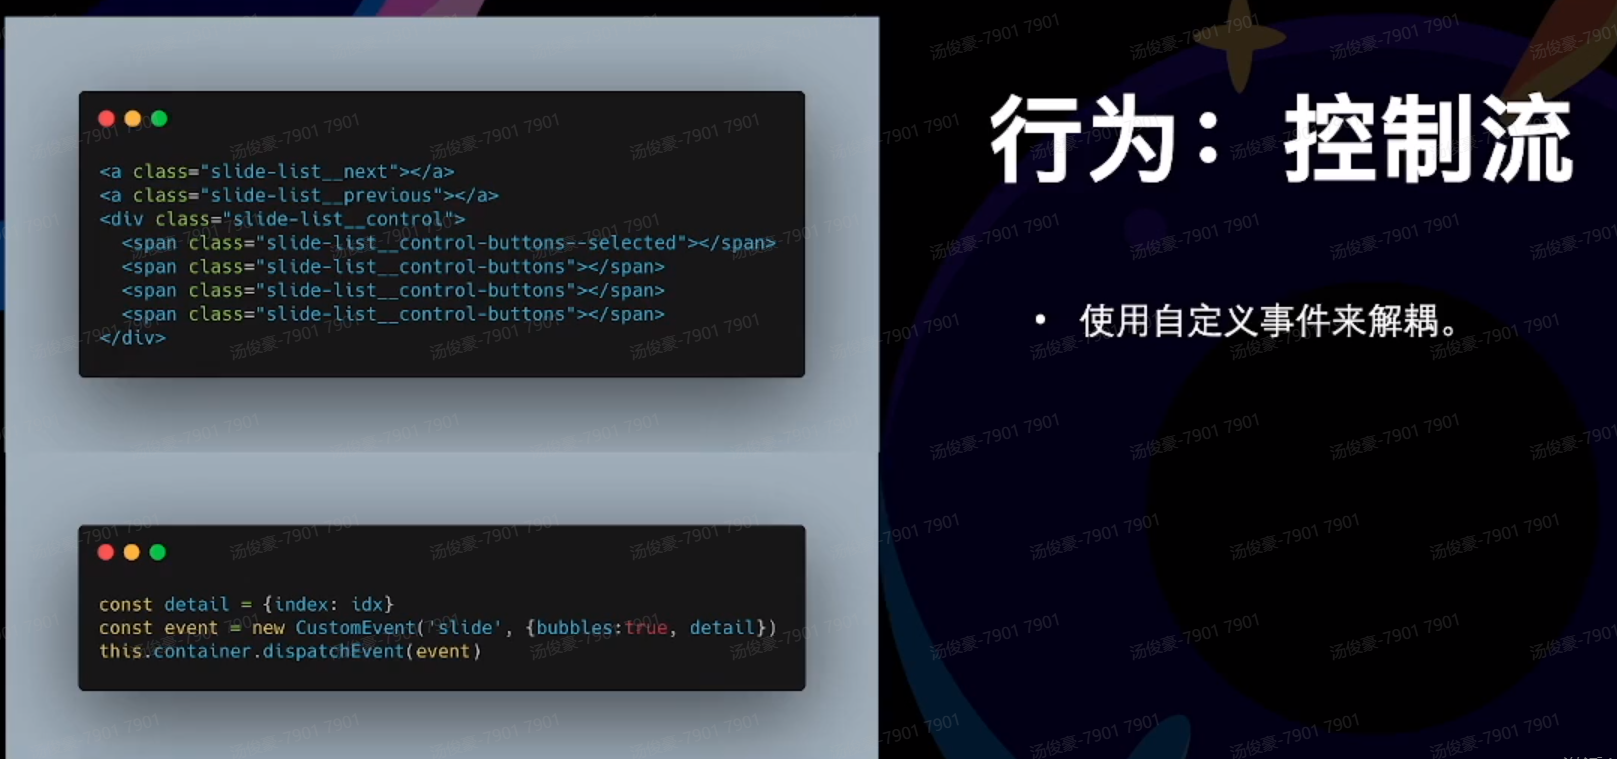 <a class="slide-list__next"></a>
<a class="slide-list__previous"></a>
<div class="slide-list__control">
  <span class="slide-list__control-buttons--selected"></span>
  <span class="slide-list__control-buttons"></span>
  <span class="slide-list__control-buttons"></span>
  <span class="slide-list__control-buttons"></span>
</div>
const detail = {index: idx}
const event = new CustomEvent('slide', {bubbles:true, detail})
this.container.dispatchEvent(event)
行为：控制流
• 使用自定义事件来解耦。
汤俊豪-7901 7901